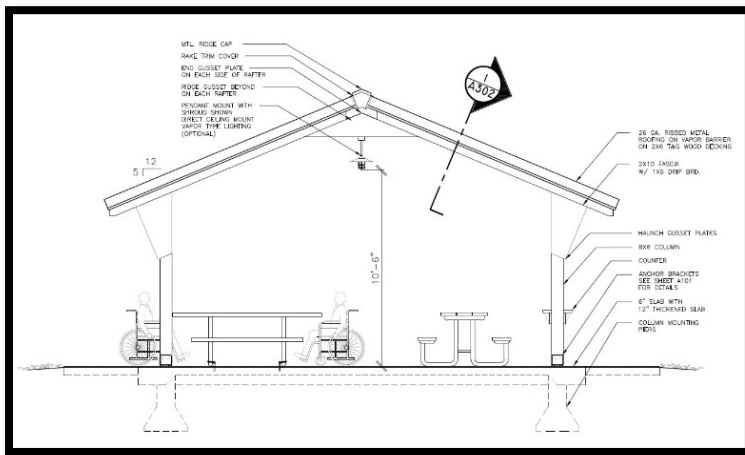 MTL. RIDGE CAP
RAKE TRIM COVER
END GUSSET PLATE
ON EACH SIDE OF RAFTER
RIDGE GUSSET BEYOND
ON EACH RAFTER
PENDANT MOUNT WITH
SHROUD SHOWN
DIRECT CEILING MOUNT
VAPOR TYPE LIGHTING
(OPTIONAL)
1
A302
12
5
26 GA. RIBBED METAL
ROOFING ON VAPOR BARRIER
ON 2X6 T&G WOOD DECKING
2X10 FASCIA
W/ 1X6 DRIP BRD.
10'-6"
HAUNCH GUSSET PLATES
8X8 COLUMN
COUNTER
ANCHOR BRACKETS
SEE SHEET A101
FOR DETAILS
6" SLAB WITH
12" THICKENED SLAB
COLUMN MOUNTING
PIERS